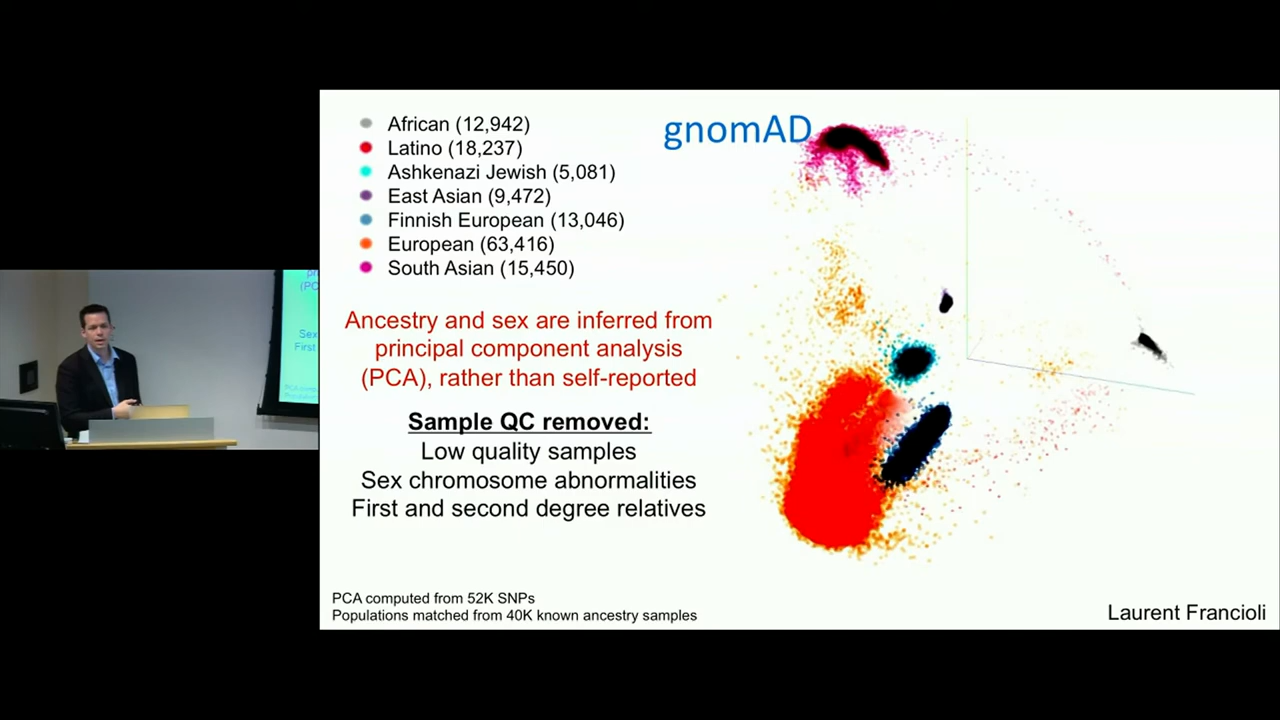 African (12,942)
Latino (18,237)
Ashkenazi Jewish (5,081)
East Asian (9,472)
Finnish European (13,046)
European (63,416)
South Asian (15,450)
gnomAD
Ancestry and sex are inferred from
principal component analysis
(PCA), rather than self-reported
Sample QC removed:
Low quality samples
Sex chromosome abnormalities
First and second degree relatives
PCA computed from 52K SNPs
Populations matched from 40K known ancestry samples
Laurent Francioli
(PC
Sex
First